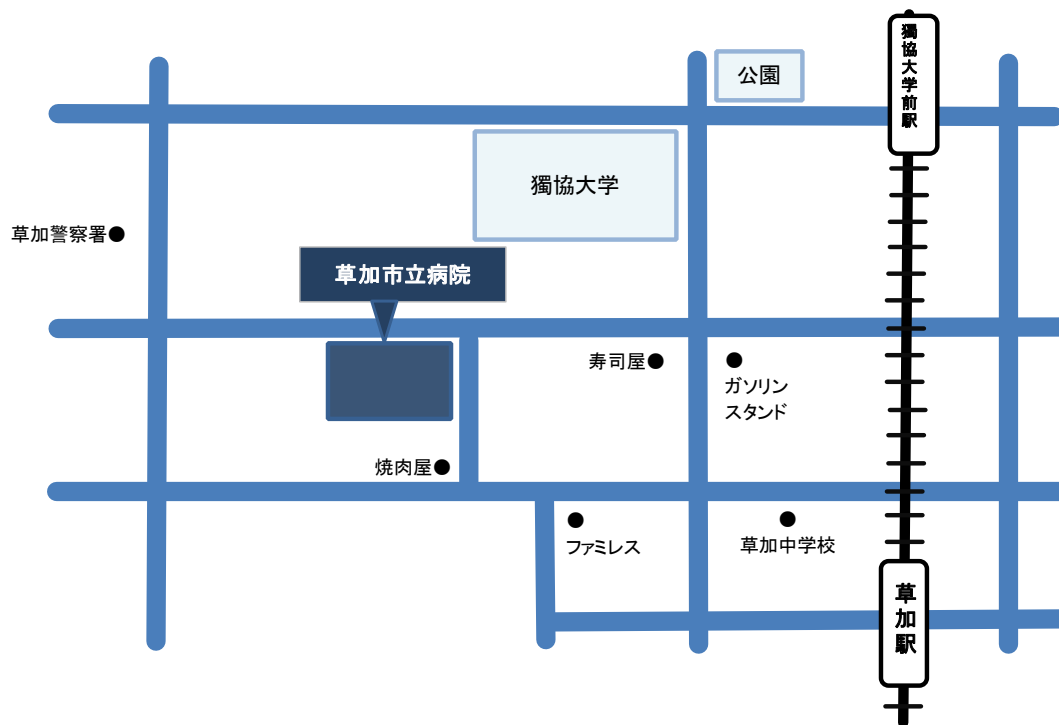 獨協大学前駅
公園
獨協大学
草加警察署
草加市立病院
寿司屋
ガソリン
スタンド
焼肉屋
ファミレス
草加中学校
草加駅